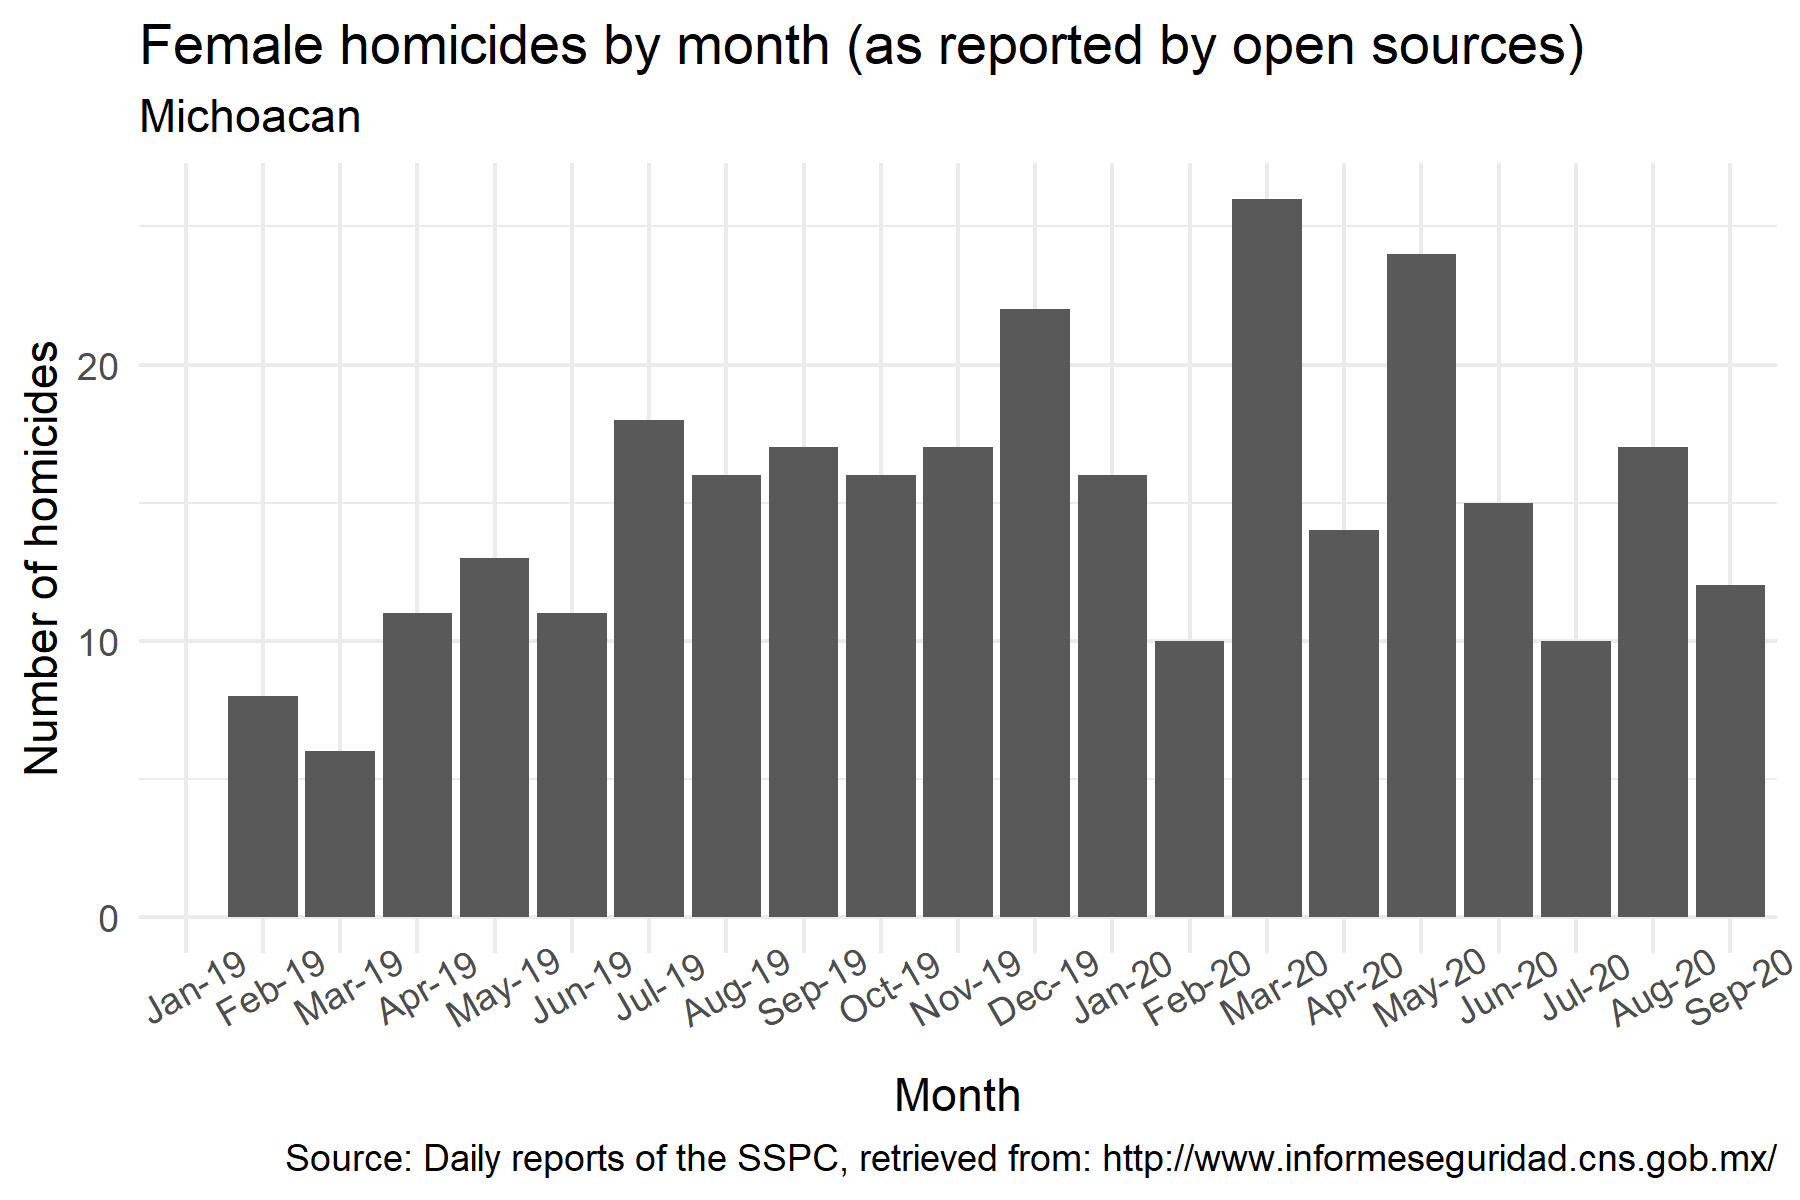 Female homicides by month (as reported by open sources)
Michoacan
Number of homicides
20
10
0
Jan-19
Feb-19
Mar-19
Apr-19
May-19
Jun-19
Jul-19
Aug-19
Sep-19
Oct-19
Nov-19
Dec-19
Jan-20
Feb-20
Mar-20
Apr-20
May-20
Jun-20
Jul-20
Aug-20
Sep-20
Month
Source: Daily reports of the SSPC, retrieved from: http://www.informeseguridad.cns.gob.mx/